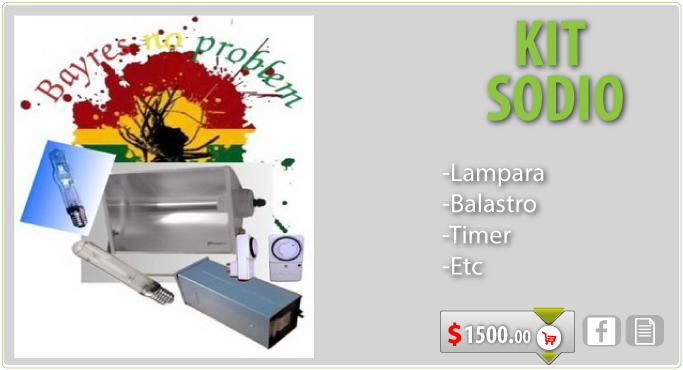 Bayres no problem
KIT
SODIO
-Lampara
-Balastro
-Timer
-Etc
$1500.00
f